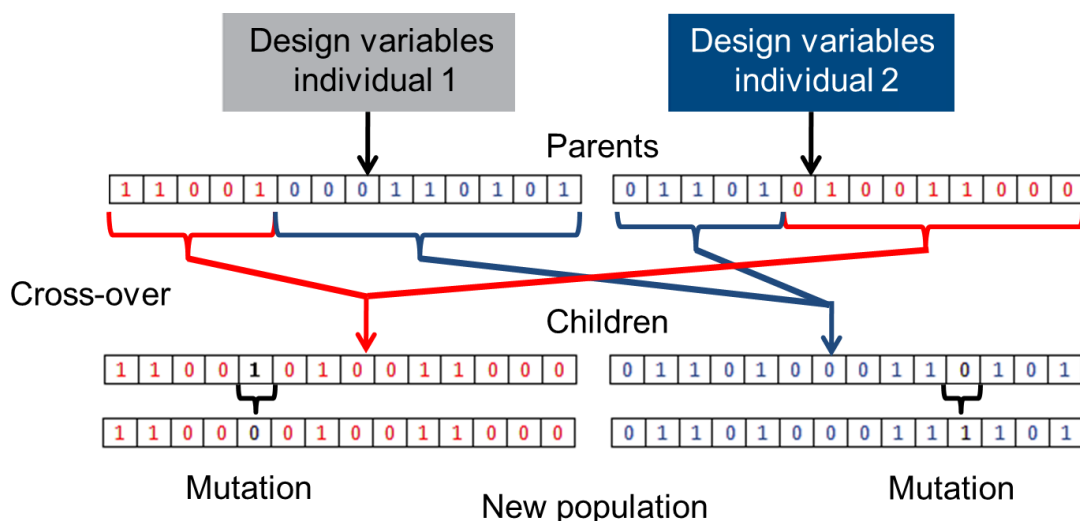 Design variables
individual 1
Design variables
individual 2
Parents
1 1 0 0 1 0 0 0 1 1 0 1 0 1
0 1 1 0 1 0 1 0 0 1 1 0 0 0
Cross-over
Children
1 1 0 0 1 0 1 0 0 1 1 0 0 0
0 1 1 0 1 0 0 0 1 1 0 1 0 1
1 1 0 0 0 0 1 0 0 1 1 0 0 0
0 1 1 0 1 0 0 0 1 1 1 1 0 1
Mutation
Mutation
New population